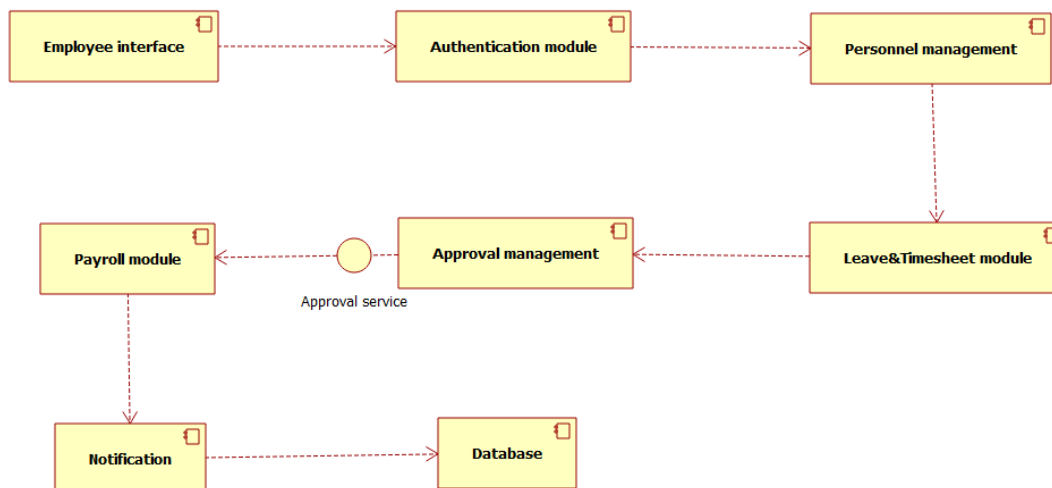 Employee interface
Authentication module
Personnel management
Payroll module
Approval management
Leave&Timesheet module
Approval service
Notification
Database